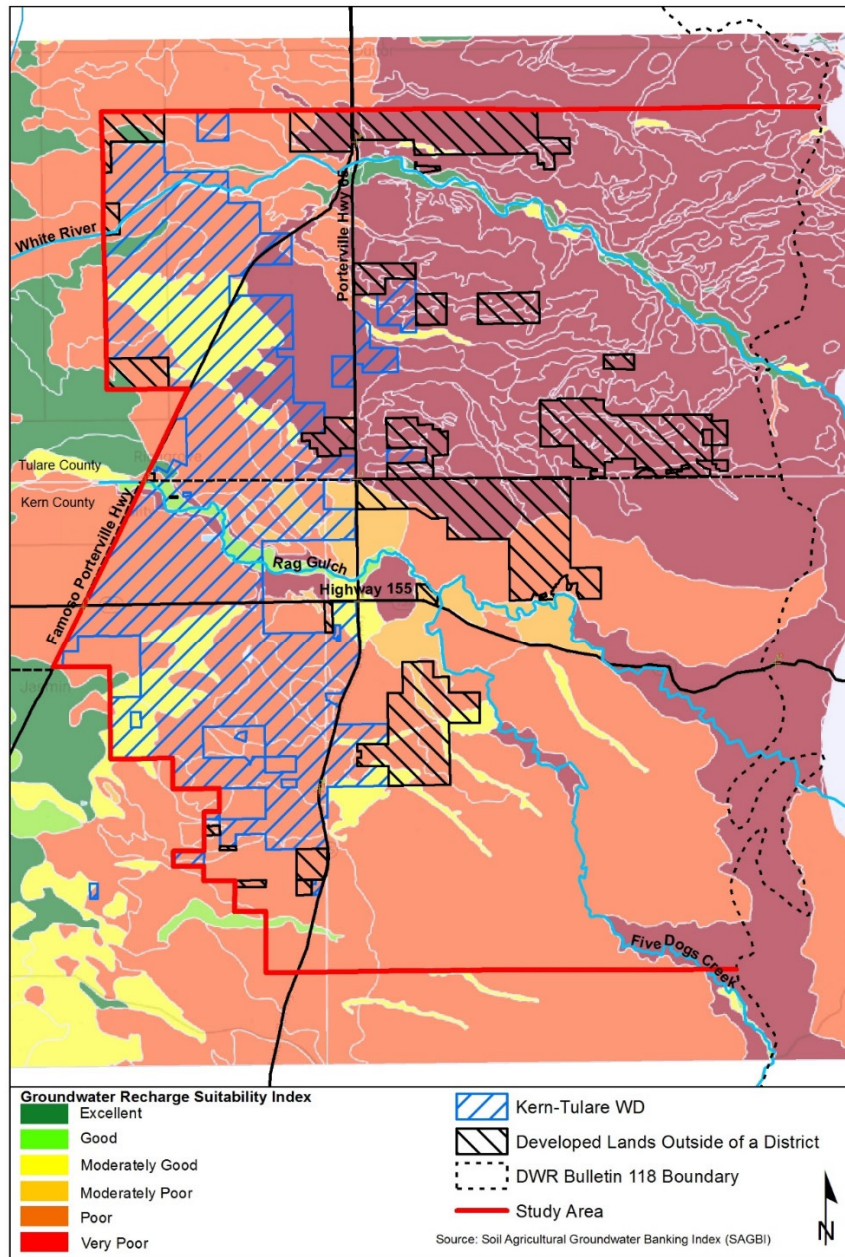 Porterville Hwy 65
White River
Tulare County
Kern County
Famoso Porterville Hwy
Rag Gulch
Highway 155
Jasmin
Five Dogs Creek
Groundwater Recharge Suitability Index
Excellent
Good
Moderately Good
Moderately Poor
Poor
Very Poor
Kern-Tulare WD
Developed Lands Outside of a District
DWR Bulletin 118 Boundary
Study Area
Source: Soil Agricultural Groundwater Banking Index (SAGBI)
N